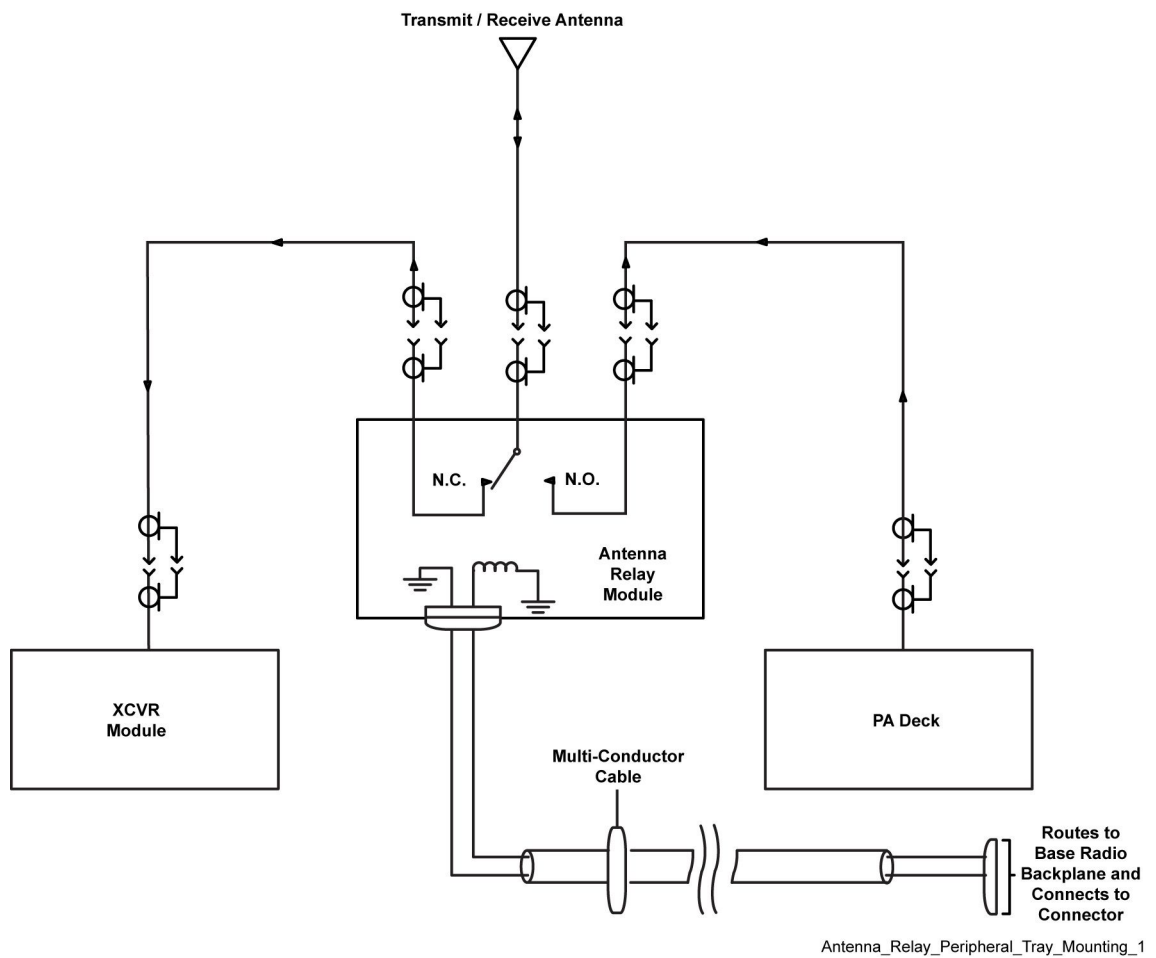 Transmit / Receive Antenna
N.C.
N.O.
Antenna
Relay
Module
XCVR
Module
PA Deck
Multi-Conductor
Cable
Routes to
Base Radio
Backplane and
Connects to
Connector
Antenna_Relay_Peripheral_Tray_Mounting_1